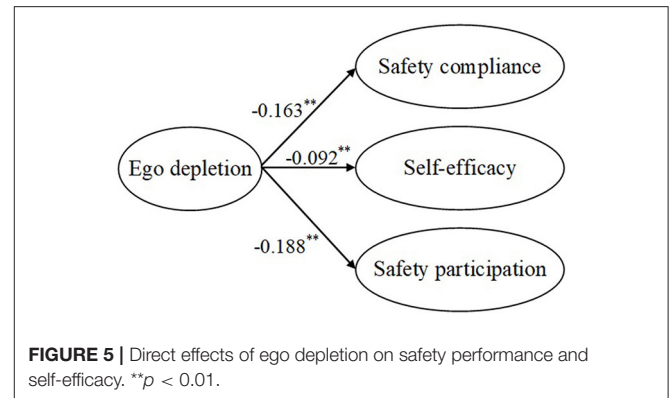 Safety compliance
-0.163**
-0.092**
Ego depletion
Self-efficacy
-0.188**
Safety participation
FIGURE 5 | Direct effects of ego depletion on safety performance and
self-efficacy. **p < 0.01.